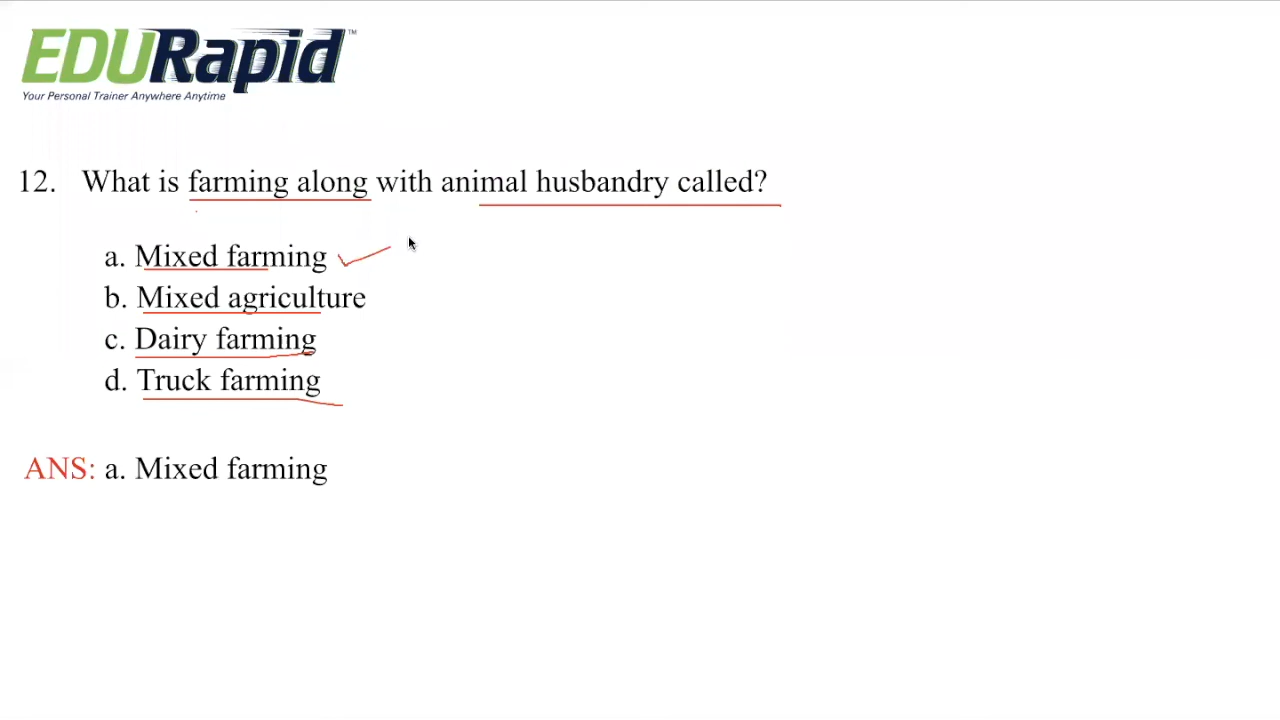 EDURapid™
Your Personal Trainer Anywhere Anytime
12. What is farming along with animal husbandry called?
a. Mixed farming
b. Mixed agriculture
c. Dairy farming
d. Truck farming
ANS: a. Mixed farming